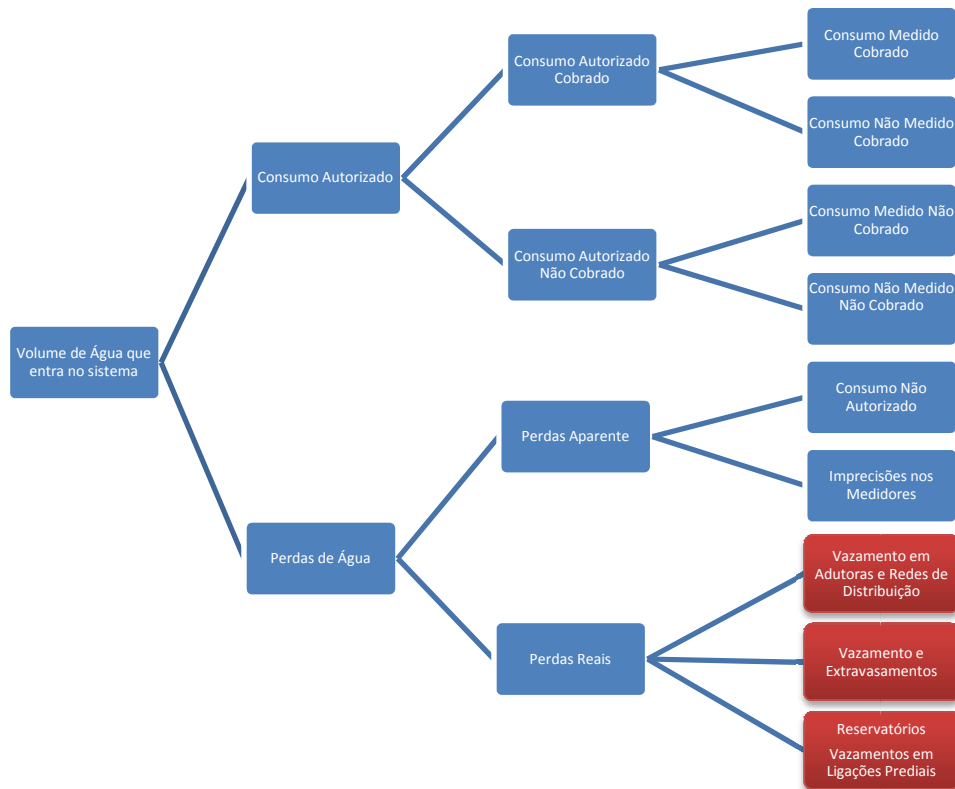 Volume de Água que
entra no sistema
Consumo Autorizado
Perdas de Água
Consumo Autorizado
Cobrado
Consumo Autorizado
Não Cobrado
Perdas Aparente
Perdas Reais
Consumo Medido
Cobrado
Consumo Não Medido
Cobrado
Consumo Medido Não
Cobrado
Consumo Não Medido
Não Cobrado
Consumo Não
Autorizado
Imprecisões nos
Medidores
Vazamento em
Adutoras e Redes de
Distribuição
Vazamento e
Extravasamentos
Reservatórios
Vazamentos em
Ligações Prediais